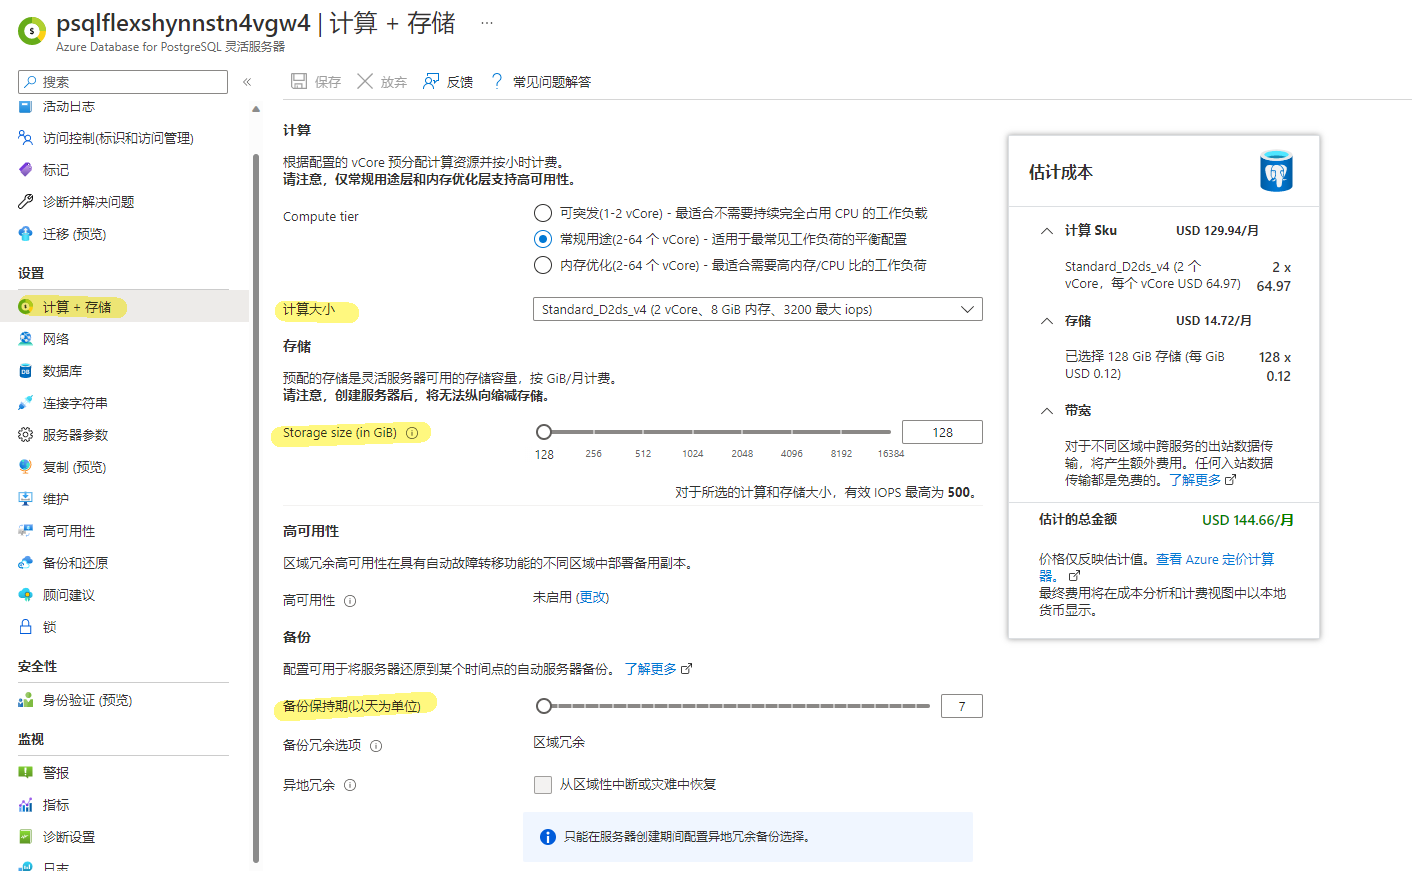 psqlflexshynnstn4vgw4 | 计算 + 存储 ···
Azure Database for PostgreSQL 灵活服务器
搜索
«
活动日志
访问控制(标识和访问管理)
标记
诊断并解决问题
迁移 (预览)
设置
计算 + 存储
网络
数据库
连接字符串
服务器参数
复制 (预览)
维护
高可用性
备份和还原
顾问建议
锁
安全性
身份验证 (预览)
监视
警报
指标
诊断设置
日志
保存 放弃 反馈 ? 常见问题解答
计算
根据配置的 vCore 预分配计算资源并按小时计费。
请注意，仅常规用途层和内存优化层支持高可用性。
Compute tier
可突发(1-2 vCore) - 最适合不需要持续完全占用 CPU 的工作负载
常规用途(2-64 个 vCore) - 适用于最常见工作负荷的平衡配置
内存优化(2-64 个 vCore) - 最适合需要高内存/CPU 比的工作负荷
计算大小
Standard_D2ds_v4 (2 vCore、8 GiB 内存、3200 最大 iops)
存储
预配的存储是灵活服务器可用的存储容量，按 GiB/月计费。
请注意，创建服务器后，将无法纵向缩减存储。
Storage size (in GiB)
128
128 256 512 1024 2048 4096 8192 16384
对于所选的计算和存储大小，有效 IOPS 最高为 500。
高可用性
区域冗余高可用性在具有自动故障转移功能的不同区域中部署备用副本。
高可用性
未启用 (更改)
备份
配置可用于将服务器还原到某个时间点的自动服务器备份。 了解更多
备份保持期(以天为单位)
7
备份冗余选项
区域冗余
异地冗余
从区域性中断或灾难中恢复
只能在服务器创建期间配置异地冗余备份选择。
估计成本
计算 Sku USD 129.94/月
Standard_D2ds_v4 (2 个 2 x
vCore，每个 vCore USD 64.97) 64.97
存储 USD 14.72/月
已选择 128 GiB 存储 (每 GiB 128 x
USD 0.12) 0.12
带宽
对于不同区域中跨服务的出站数据传
输，将产生额外费用。任何入站数据
传输都是免费的。了解更多
估计的总金额 USD 144.66/月
价格仅反映估计值。查看 Azure 定价计算
器。
最终费用将在成本分析和计费视图中以本地
货币显示。